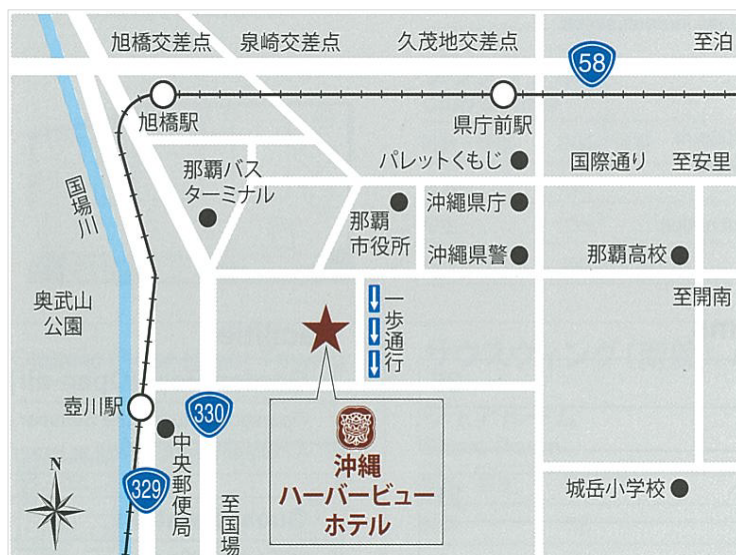 旭橋交差点
泉崎交差点
久茂地交差点
至泊
58
旭橋駅
県庁前駅
パレットくもじ
国際通り
至安里
那覇バス
ターミナル
国場川
那覇
市役所
沖縄県庁
沖縄県警
那覇高校
奥武山
公園
一歩通行
至開南
壺川駅
330
中央郵便局
329
至国場
沖縄
ハーバービュー
ホテル
城岳小学校
N